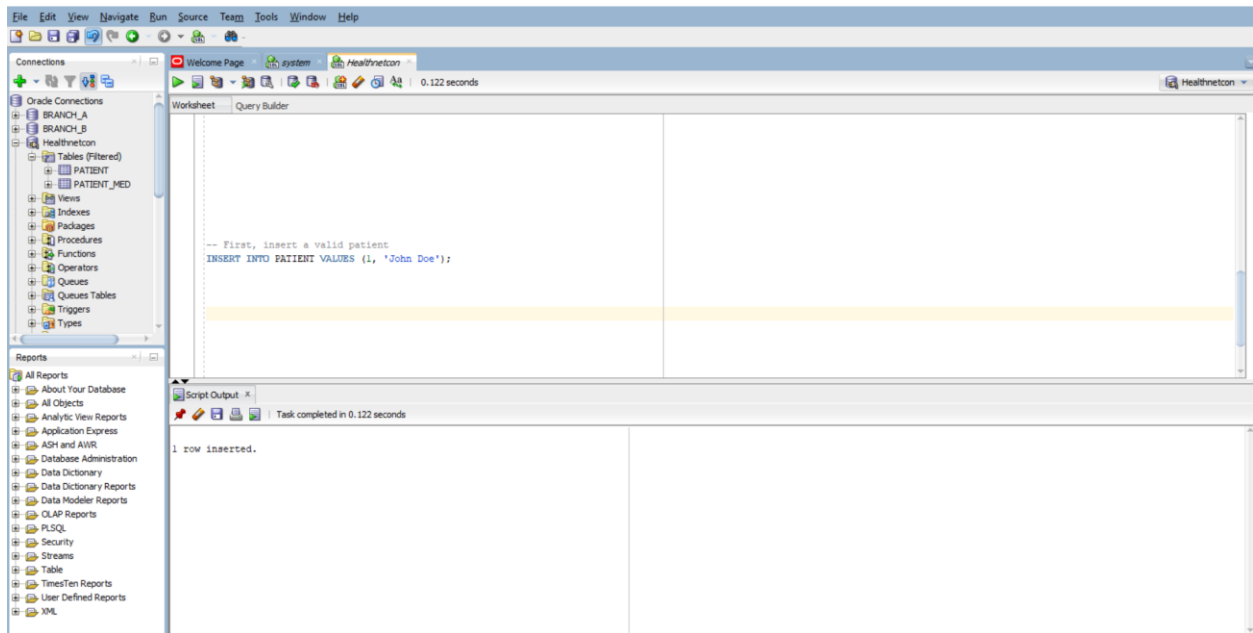 File Edit View Navigate Run Source Team Tools Window Help
Connections
Oracle Connections
BRANCH_A
BRANCH_B
Healthnetcon
Tables (Filtered)
PATIENT
PATIENT_MED
Views
Indexes
Packages
Procedures
Functions
Operators
Queues
Queues Tables
Triggers
Types
Reports
All Reports
About Your Database
All Objects
Analytic View Reports
Application Express
ASH and AWR
Database Administration
Data Dictionary
Data Dictionary Reports
Data Modeler Reports
OLAP Reports
PLSQL
Security
Streams
Table
TimesTen Reports
User Defined Reports
XML
Welcome Page system Healthnetcon
0.122 seconds Healthnetcon
Worksheet Query Builder
-- First, insert a valid patient
INSERT INTO PATIENT VALUES (1, 'John Doe');
Script Output
Task completed in 0.122 seconds
1 row inserted.